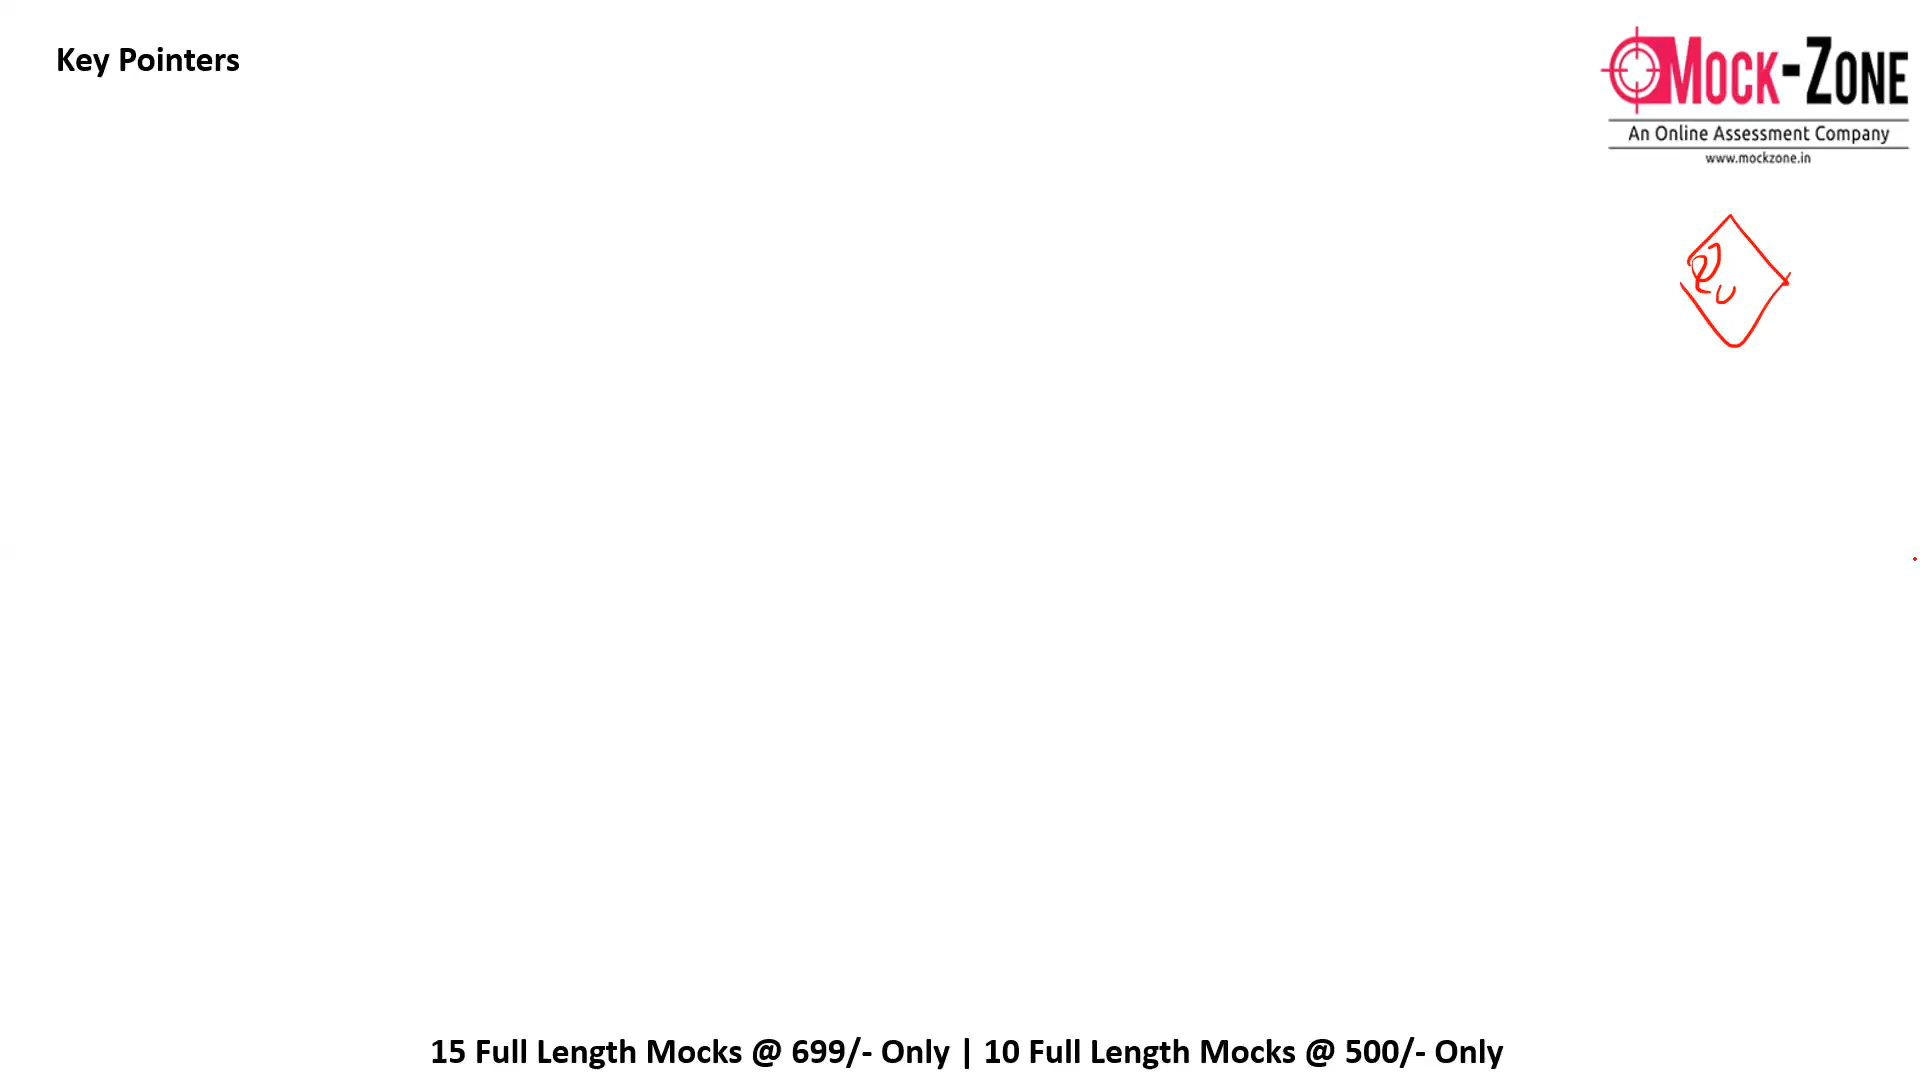 Key Pointers
Mock-Zone
An Online Assessment Company
www.mockzone.in
15 Full Length Mocks @ 699/- Only | 10 Full Length Mocks @ 500/- Only